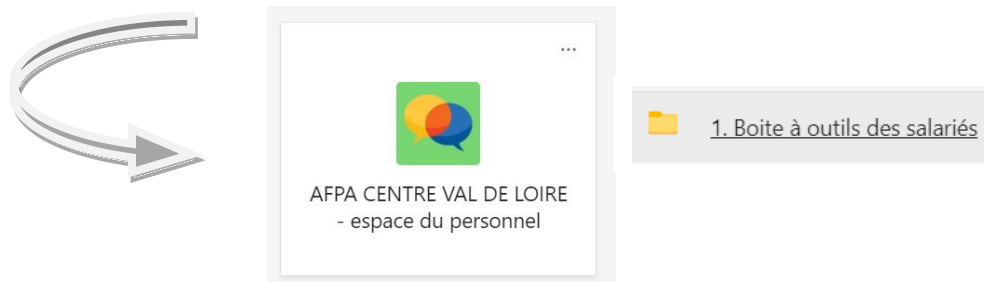 ...
AFPA CENTRE VAL DE LOIRE
- espace du personnel
1. Boite à outils des salariés